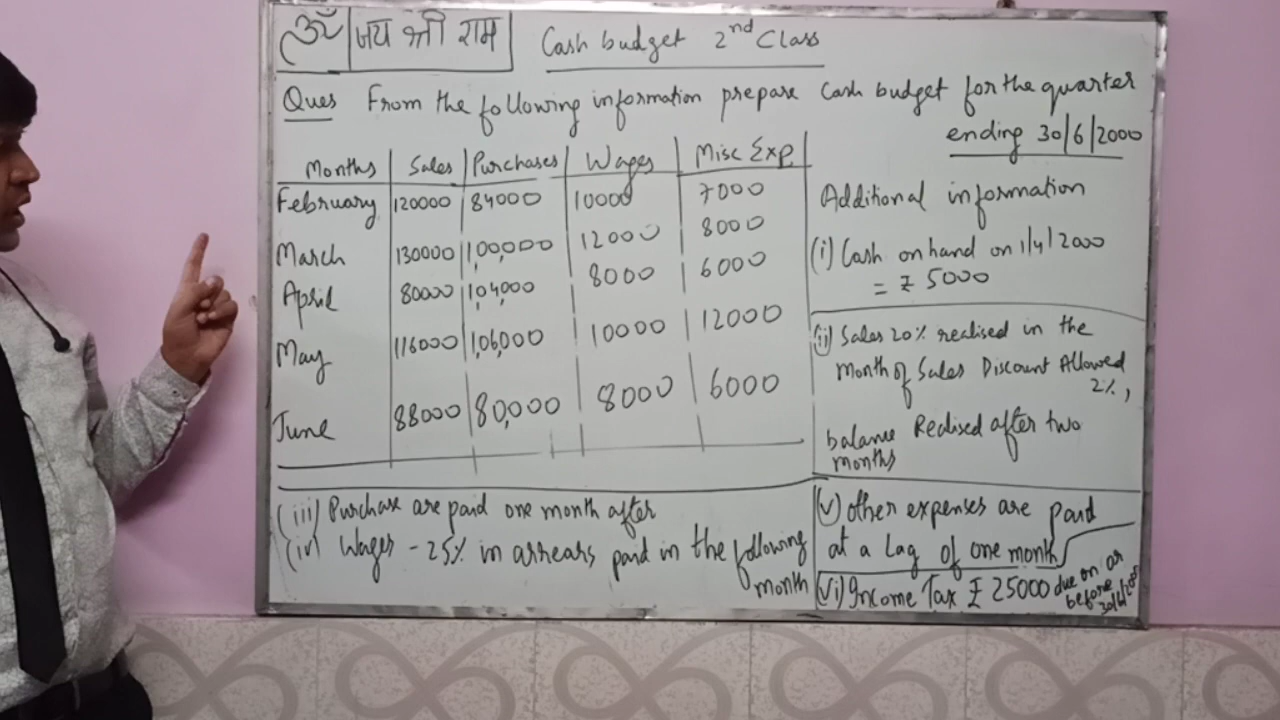 ॐ जय श्री राम Cash budget 2nd Class
Ques From the following information prepare Cash budget for the quarter
ending 30/6/2000
Months Sales Purchases Wages Misc Exp.
February 120000 84000 10000 7000
March 130000 1,00,000 12000 8000
April 80000 1,04,000 8000 6000
May 116000 1,06,000 10000 12000
June 88000 80,000 8000 6000
Additional information
(i) Cash on hand on 1/4/2000
= ₹ 5000
(ii) Sales 20% realised in the
month of Sales Discount Allowed
2%,
balance Realised after two
months
(iii) Purchase are paid one month after
(iv) Wages - 25% in arrears paid in the following
month
(v) Other expenses are paid
at a Lag of one month
(vi) Income Tax ₹ 25000 due on or
before